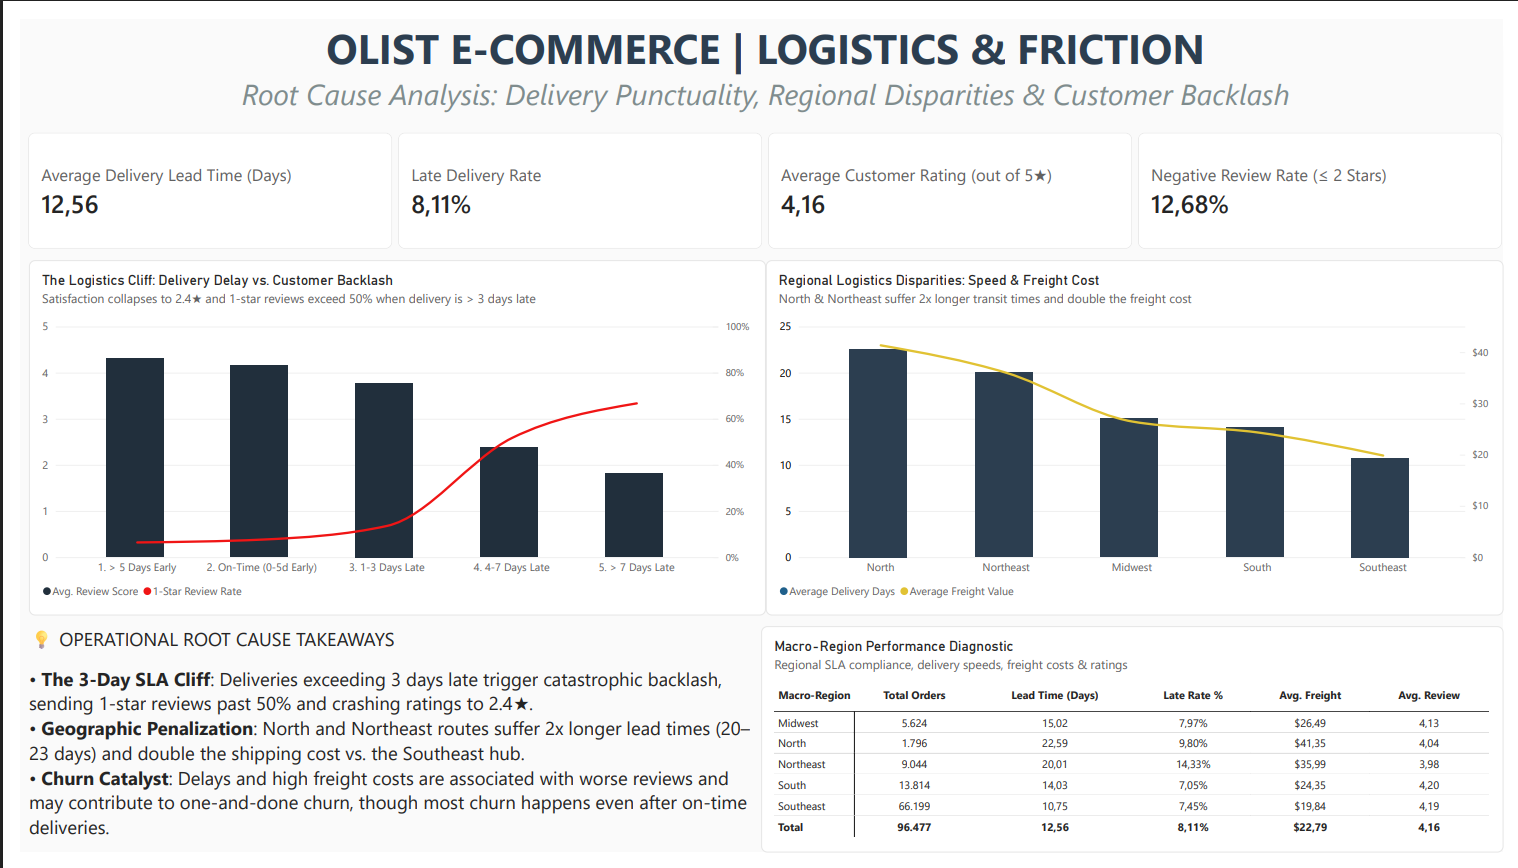 OLIST E-COMMERCE | LOGISTICS & FRICTION
Root Cause Analysis: Delivery Punctuality, Regional Disparities & Customer Backlash
Average Delivery Lead Time (Days)
12,56
Late Delivery Rate
8,11%
Average Customer Rating (out of 5★)
4,16
Negative Review Rate (≤ 2 Stars)
12,68%
The Logistics Cliff: Delivery Delay vs. Customer Backlash
Satisfaction collapses to 2.4★ and 1-star reviews exceed 50% when delivery is > 3 days late
5
4
3
2
1
0
100%
80%
60%
40%
20%
0%
1. > 5 Days Early
2. On-Time (0-5d Early)
3. 1-3 Days Late
4. 4-7 Days Late
5. > 7 Days Late
Avg. Review Score
1-Star Review Rate
Regional Logistics Disparities: Speed & Freight Cost
North & Northeast suffer 2x longer transit times and double the freight cost
25
20
15
10
5
0
$40
$30
$20
$10
$0
North
Northeast
Midwest
South
Southeast
Average Delivery Days
Average Freight Value
💡 OPERATIONAL ROOT CAUSE TAKEAWAYS
• The 3-Day SLA Cliff: Deliveries exceeding 3 days late trigger catastrophic backlash,
sending 1-star reviews past 50% and crashing ratings to 2.4★.
• Geographic Penalization: North and Northeast routes suffer 2x longer lead times (20–
23 days) and double the shipping cost vs. the Southeast hub.
• Churn Catalyst: Delays and high freight costs are associated with worse reviews and
may contribute to one-and-done churn, though most churn happens even after on-time
deliveries.
Macro-Region Performance Diagnostic
Regional SLA compliance, delivery speeds, freight costs & ratings
Macro-Region Total Orders Lead Time (Days) Late Rate % Avg. Freight Avg. Review
Midwest 5.624 15,02 7,97% $26,49 4,13
North 1.796 22,59 9,80% $41,35 4,04
Northeast 9.044 20,01 14,33% $35,99 3,98
South 13.814 14,03 7,05% $24,35 4,20
Southeast 66.199 10,75 7,45% $19,84 4,19
Total 96.477 12,56 8,11% $22,79 4,16